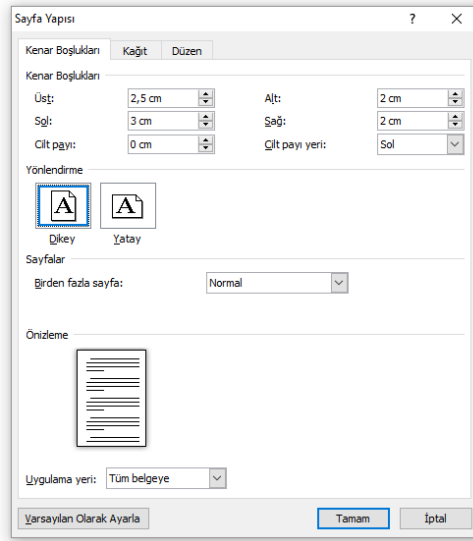 Sayfa Yapısı ? X
Kenar Boşlukları Kağıt Düzen
Kenar Boşlukları
Üst: 2,5 cm Alt: 2 cm
Sol: 3 cm Sağ: 2 cm
Cilt payı: 0 cm Cilt payı yeri: Sol
Yönlendirme
A A
Dikey Yatay
Sayfalar
Birden fazla sayfa: Normal
Önizleme
Uygulama yeri: Tüm belgeye
Varsayılan Olarak Ayarla Tamam İptal